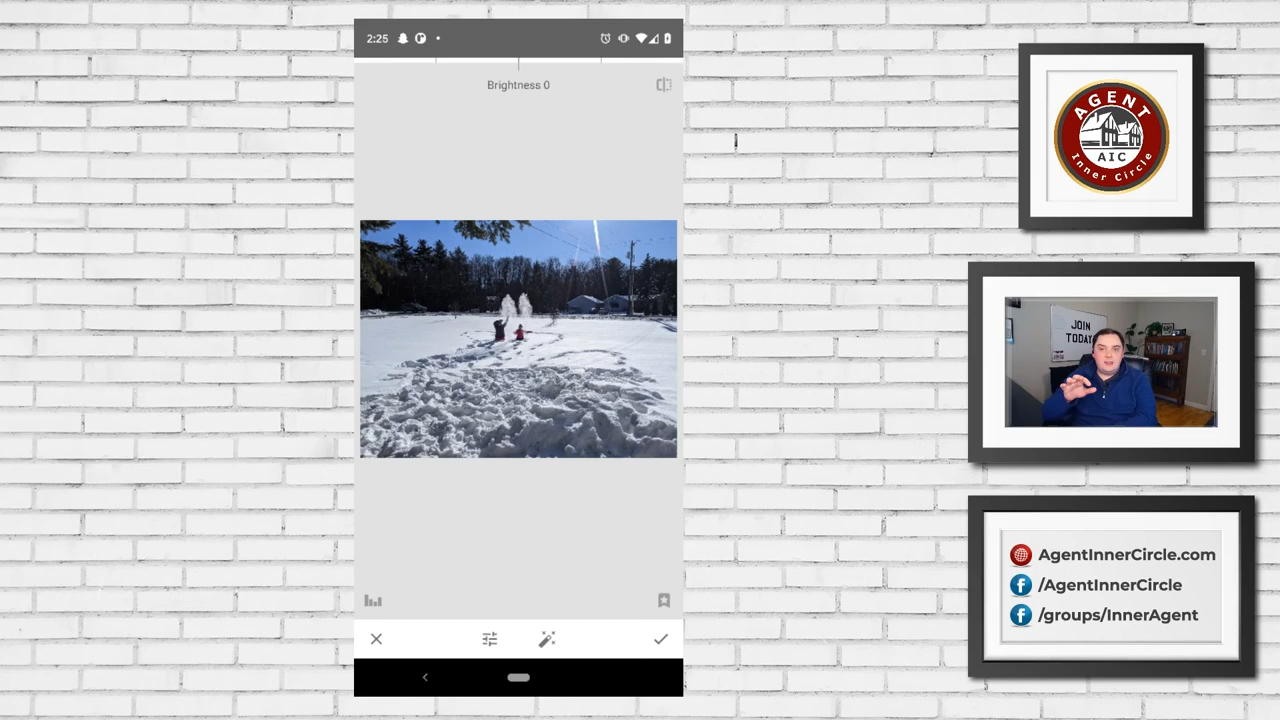 2:25
Brightness 0
AGENT
AIC
Inner Circle
JOIN
TODAY
AgentInnerCircle.com
/AgentInnerCircle
/groups/InnerAgent